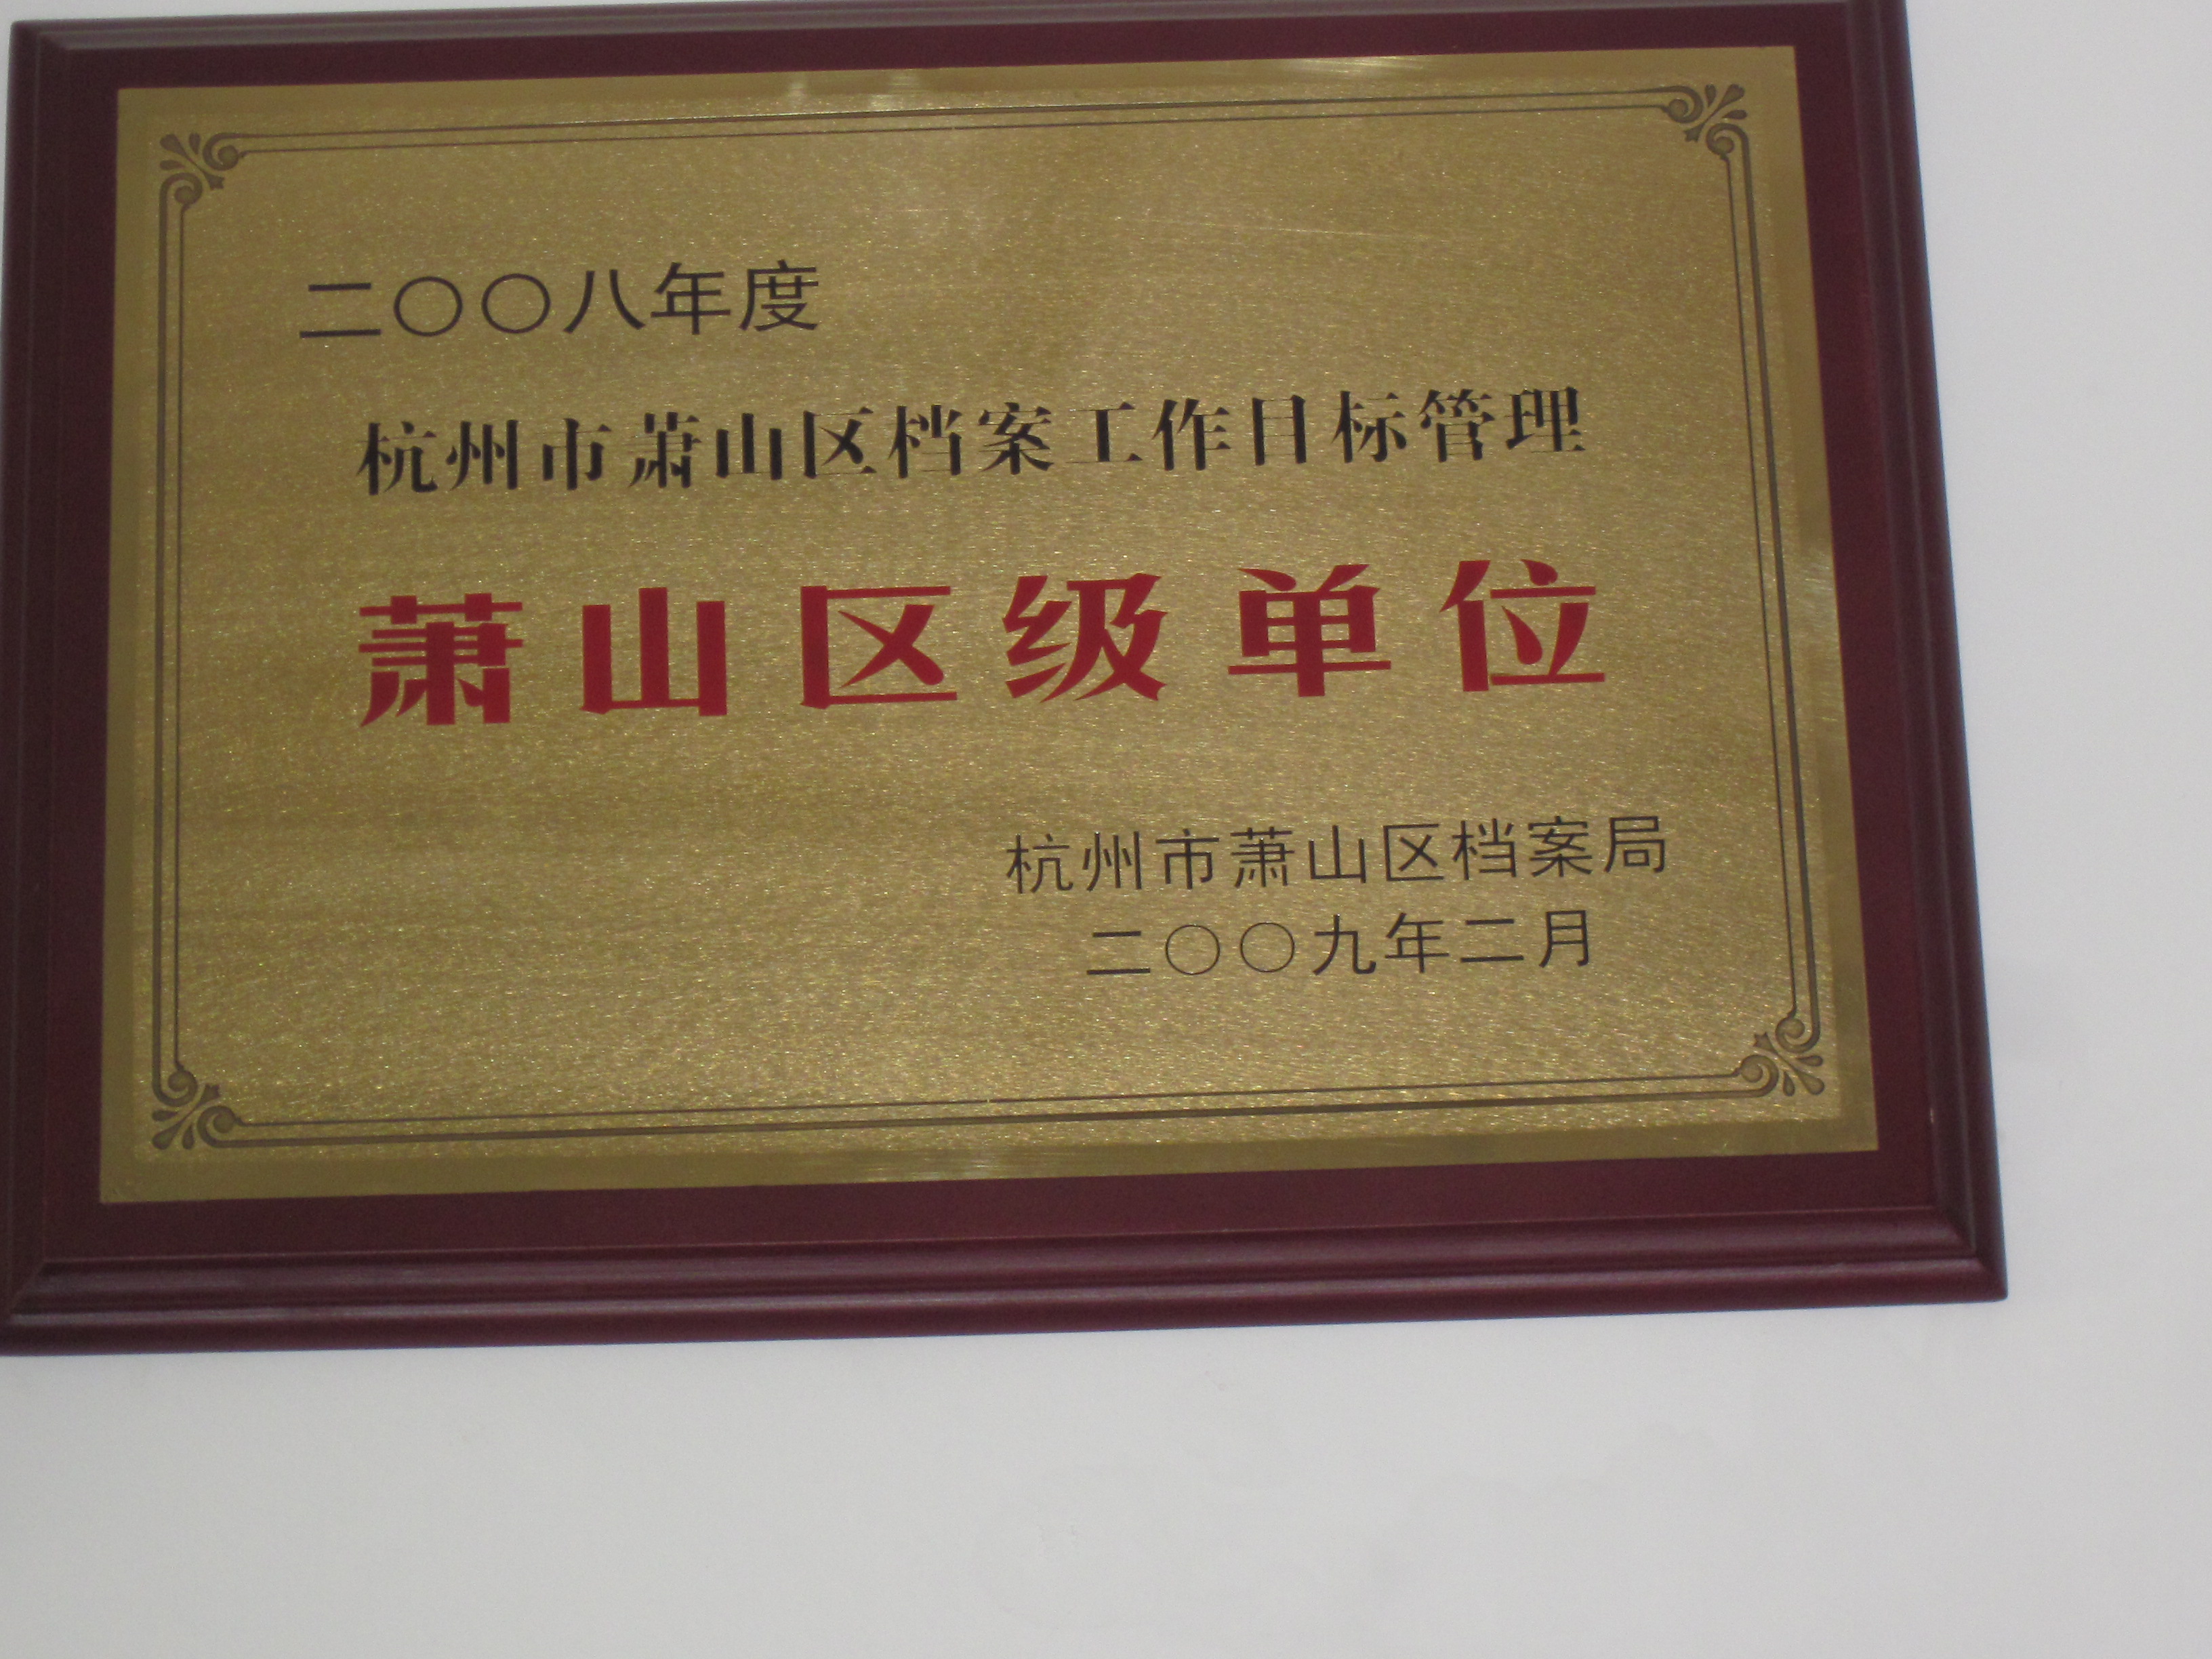 二〇〇八年度
杭州市萧山区档案工作目标管理
萧山区级单位
杭州市萧山区档案局
二〇〇九年二月